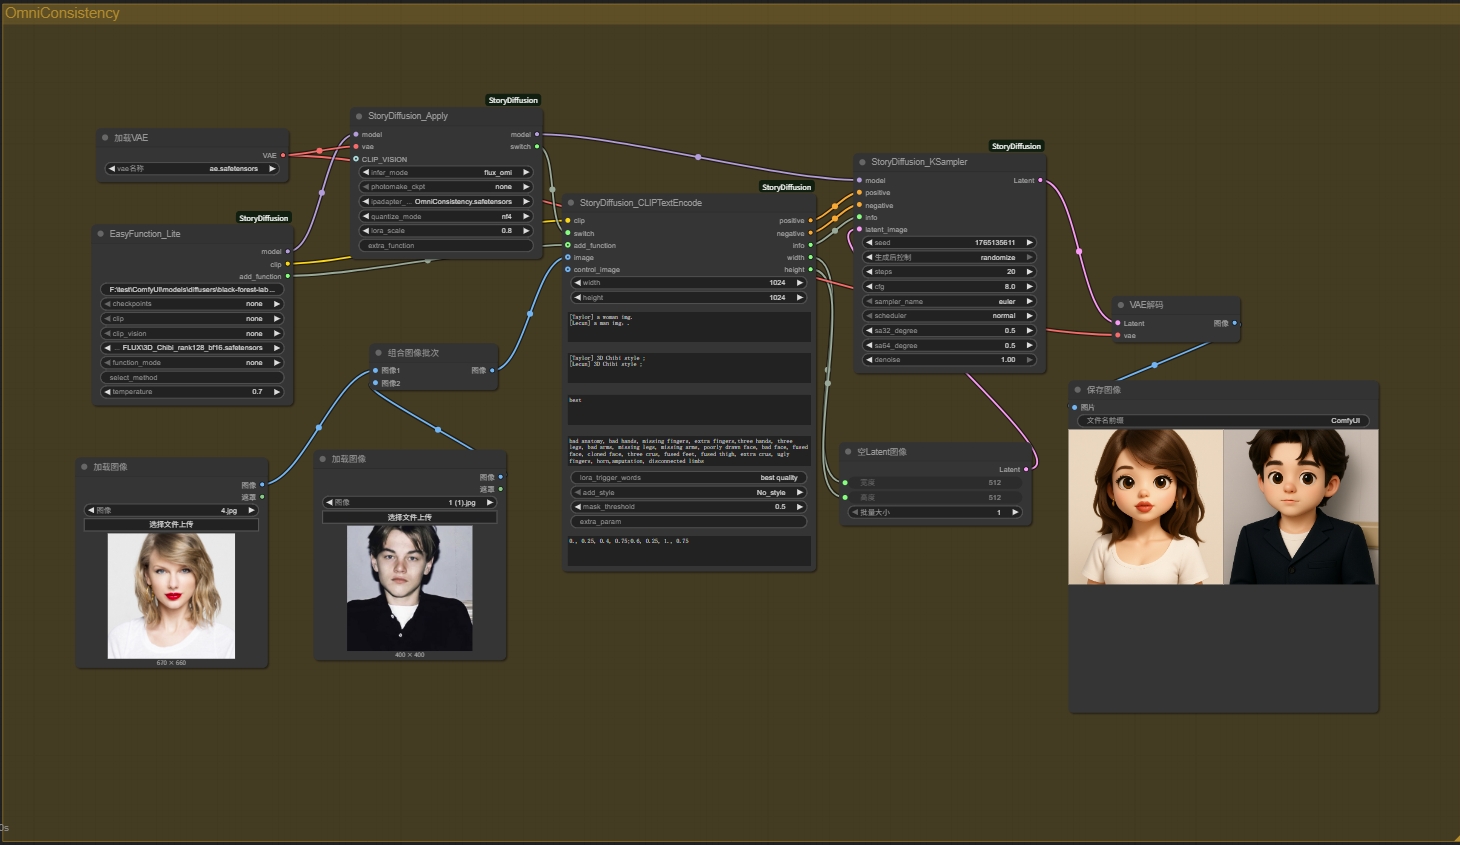 OmniConsistency
StoryDiffusion
StoryDiffusion_Apply
model
vae
CLIP_VISION
model
switch
infer_mode flux_omi
photomake_ckpt none
ipadapter_... OmniConsistency.safetensors
quantize_mode nf4
lora_scale 0.8
extra_function
加载VAE
VAE
vae名称 ae.safetensors
StoryDiffusion
EasyFunction_Lite
model
clip
add_function
F:\test\ComfyUI\models\diffusers\black-forest-lab...
checkpoints none
clip none
clip_vision none
... FLUX\3D_Chibi_rank128_bf16.safetensors
function_mode none
select_method
temperature 0.7
组合图像批次
图像1
图像2
图像
加载图像
图像
遮罩
图像 4.jpg
选择文件上传
670 × 660
加载图像
图像
遮罩
图像 1 (1).jpg
选择文件上传
400 × 400
StoryDiffusion
StoryDiffusion_CLIPTextEncode
clip
switch
add_function
image
control_image
positive
negative
info
width
height
width 1024
height 1024
[Taylor] a woman img.
[Lecun] a man img. .
[Taylor] 3D Chibi style ;
[Lecun] 3D Chibi style ;
best
bad anatomy, bad hands, missing fingers, extra fingers,three hands, three
legs, bad arms, missing legs, missing arms, poorly drawn face, bad face, fused
face, cloned face, three crus, fused feet, fused thigh, extra crus, ugly
fingers, horn,amputation, disconnected limbs
lora_trigger_words best quality
add_style No_style
mask_threshold 0.5
extra_param
0., 0.25, 0.4, 0.75;0.6, 0.25, 1., 0.75
StoryDiffusion
StoryDiffusion_KSampler
model
positive
negative
info
latent_image
Latent
seed 1765135611
生成后控制 randomize
steps 20
cfg 8.0
sampler_name euler
scheduler normal
sa32_degree 0.5
sa64_degree 0.5
denoise 1.00
空Latent图像
Latent
宽度 512
高度 512
批量大小 1
VAE解码
Latent
vae
图像
保存图像
图片
文件名前缀 ComfyUI
0s